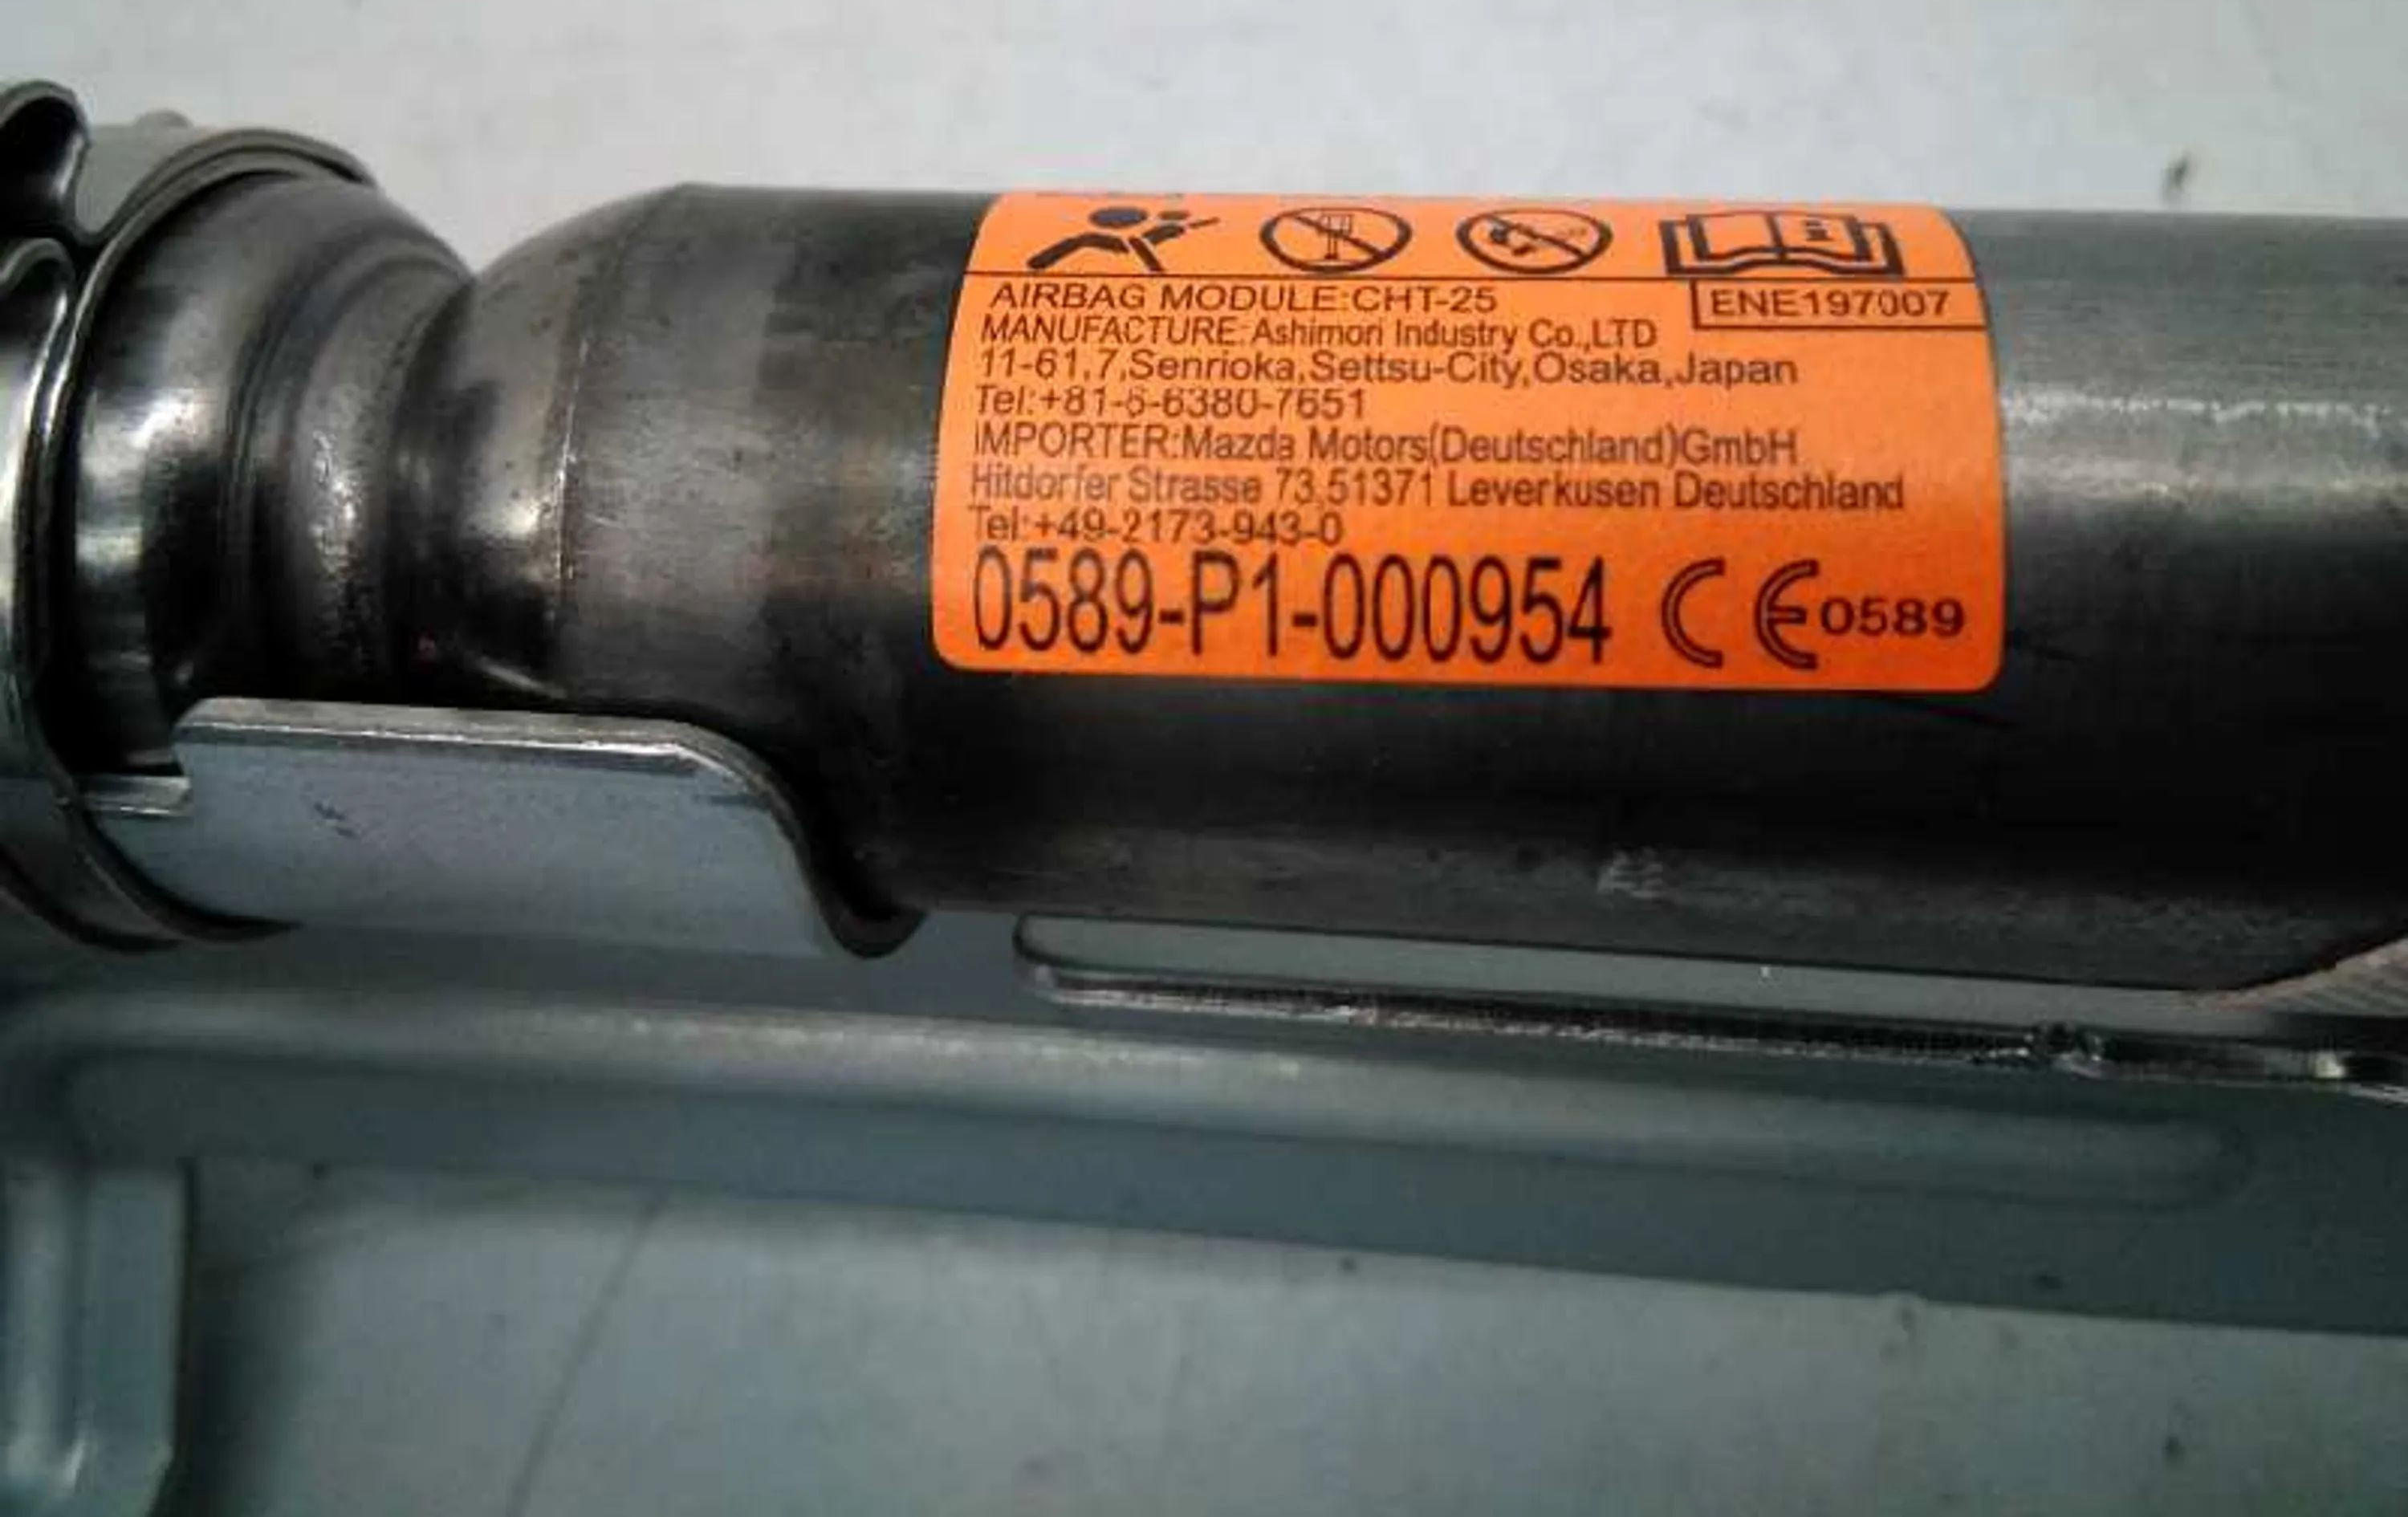 AIRBAG MODULE:CHT-25
ENE197007
MANUFACTURE:Ashimori Industry Co.,LTD
11-61,7,Senrioka,Settsu-City,Osaka,Japan
Tel:+81-6-6380-7651
IMPORTER:Mazda Motors(Deutschland)GmbH
Hitdorfer Strasse 73,51371 Leverkusen Deutschland
Tel:+49-2173-943-0
0589-P1-000954 CE 0589